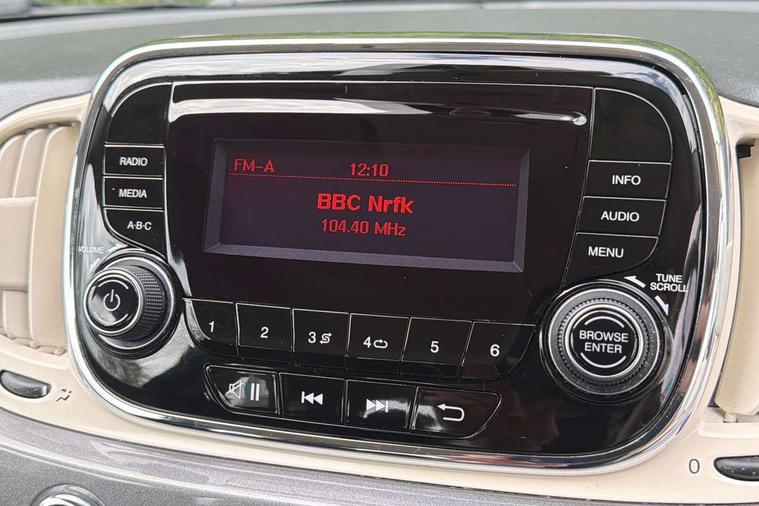 RADIO
MEDIA
A-B-C
VOLUME
FM-A 12:10
BBC Nrfk
104.40 MHz
INFO
AUDIO
MENU
TUNE
SCROLL
BROWSE
ENTER
1 2 3 4 5 6
0